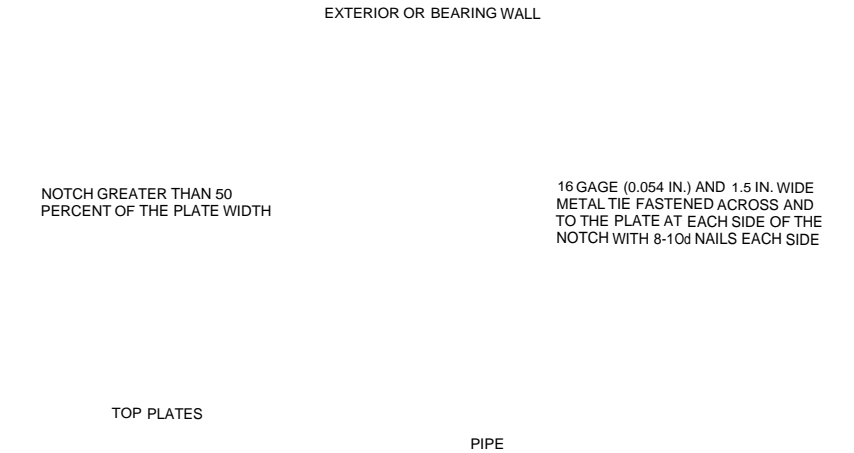 EXTERIOR OR BEARING WALL
NOTCH GREATER THAN 50
PERCENT OF THE PLATE WIDTH
16 GAGE (0.054 IN.) AND 1.5 IN. WIDE
METAL TIE FASTENED ACROSS AND
TO THE PLATE AT EACH SIDE OF THE
NOTCH WITH 8-10d NAILS EACH SIDE
TOP PLATES
PIPE